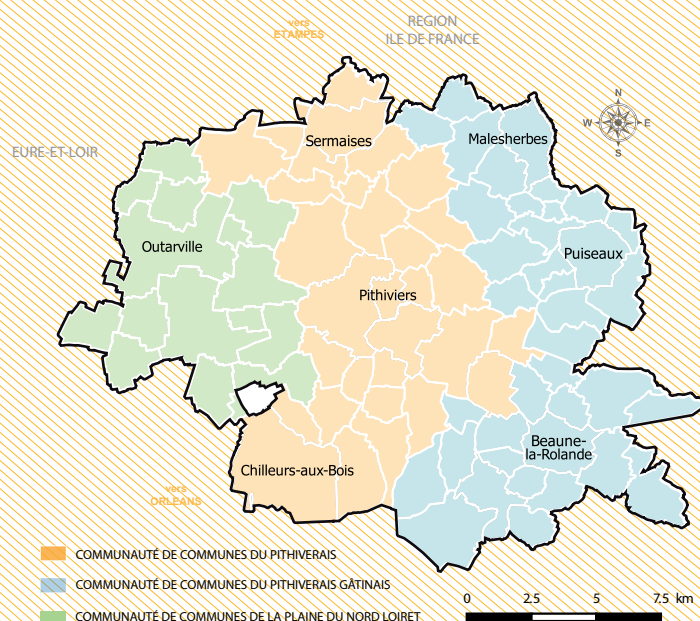 REGION
ILE DE FRANCE
vers
ETAMPES
EURE-ET-LOIR
N
W E
S
Sermaises
Malesherbes
Outarville
Puiseaux
Pithiviers
Beaune-
la-Rolande
Chilleurs-aux-Bois
vers
ORLEANS
COMMUNAUTÉ DE COMMUNES DU PITHIVERAIS
COMMUNAUTÉ DE COMMUNES DU PITHIVERAIS GÂTINAIS
COMMUNAUTÉ DE COMMUNES DE LA PLAINE DU NORD LOIRET
0 2.5 5 7.5 km